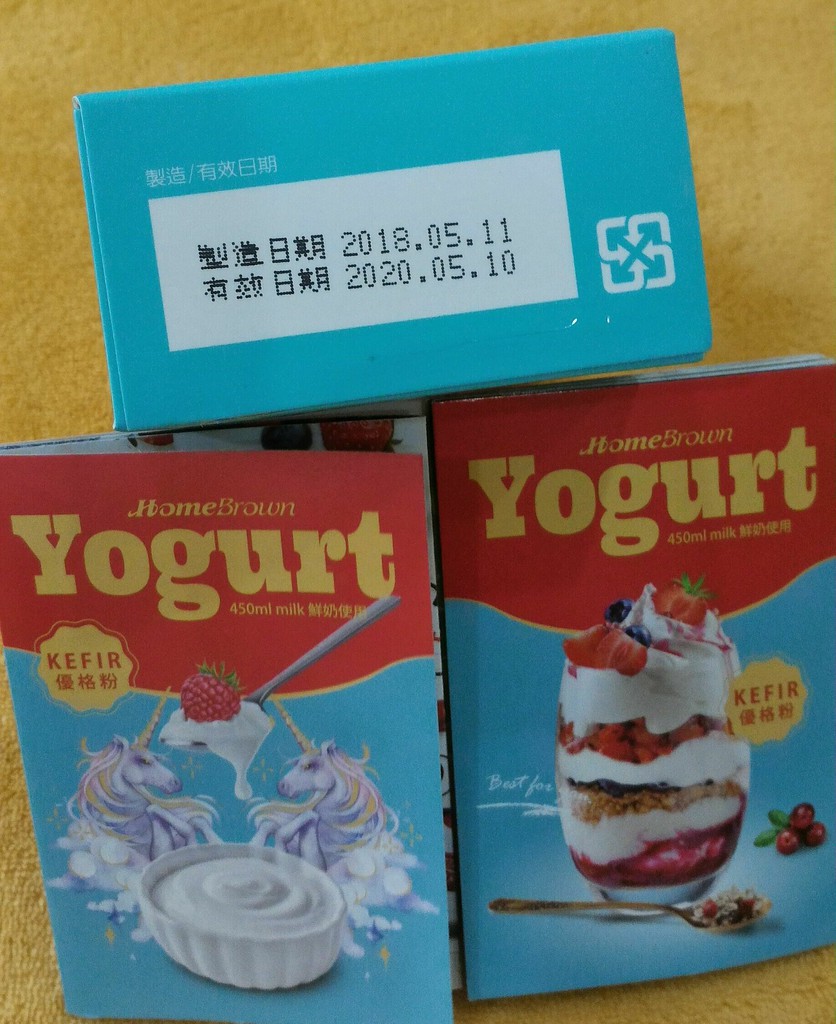 製造/有效日期
製造日期 2018.05.11
有效日期 2020.05.10
HomeBrown
Yogurt
450ml milk 鮮奶使用
KEFIR
優格粉
HomeBrown
Yogurt
450ml milk 鮮奶使用
KEFIR
優格粉
Best for